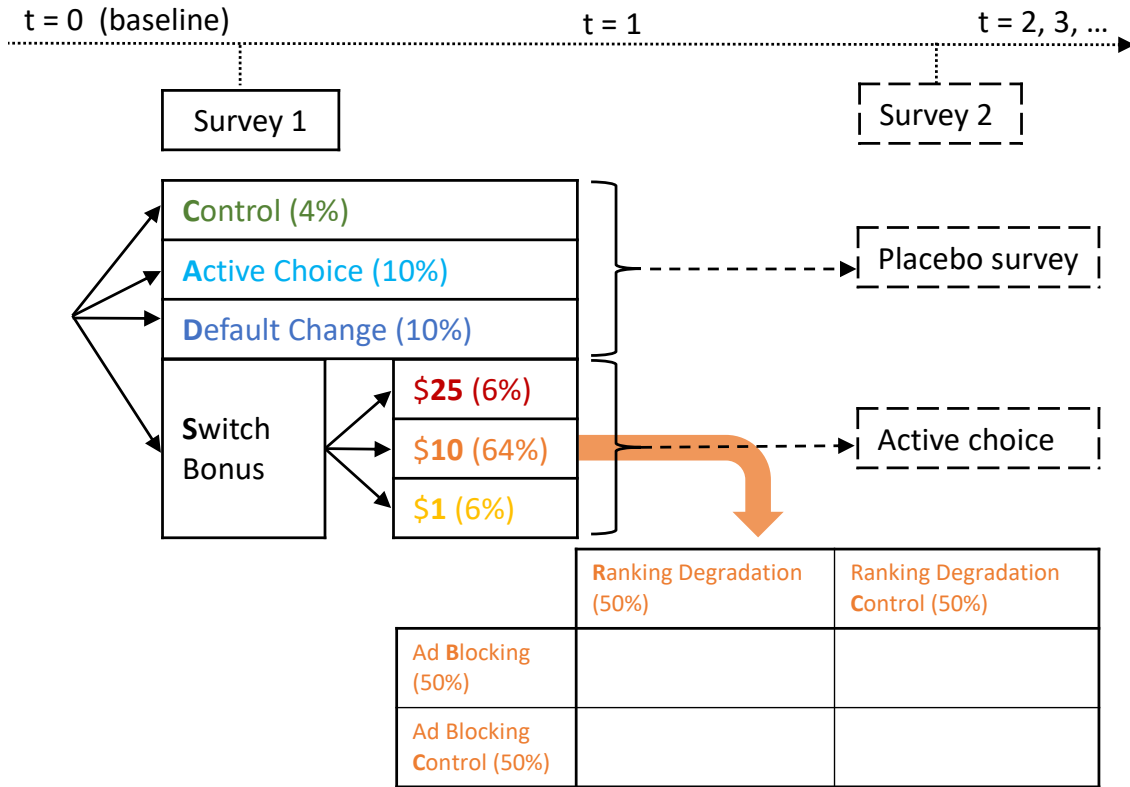 t = 0  (baseline)
t = 1
t = 2, 3, ...
Survey 1
Survey 2
Control (4%)
Active Choice (10%)
Default Change (10%)
Placebo survey
Switch
Bonus
$25 (6%)
$10 (64%)
$1 (6%)
Active choice
Ranking Degradation
(50%)
Ranking Degradation
Control (50%)
Ad Blocking
(50%)
Ad Blocking
Control (50%)